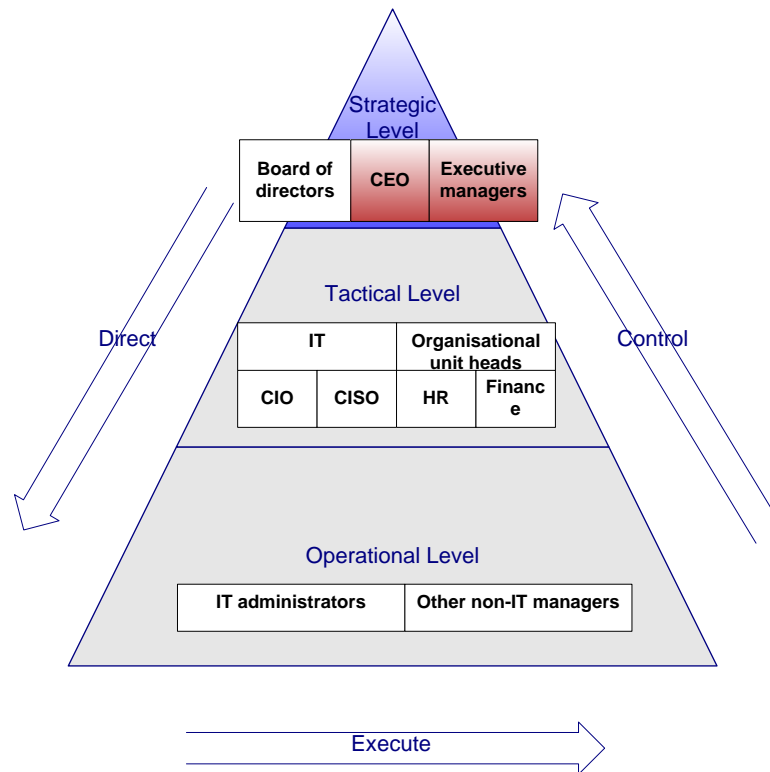 Strategic
Level
Board of
directors
CEO
Executive
managers
Tactical Level
Direct
Control
IT
Organisational
unit heads
CIO
CISO
HR
Financ
e
Operational Level
IT administrators
Other non-IT managers
Execute